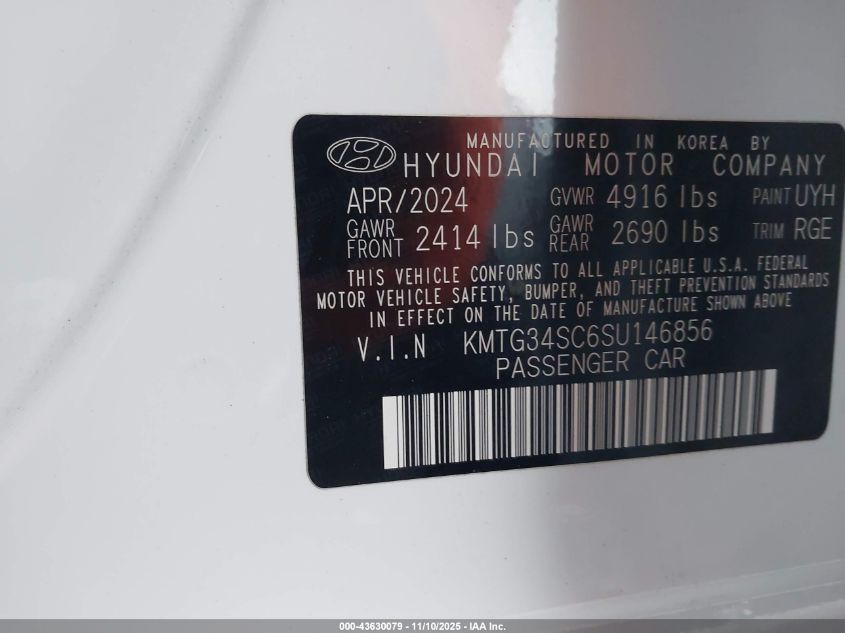 MANUFACTURED IN KOREA BY
HYUNDAI MOTOR COMPANY
APR/2024 GVWR 4916 lbs PAINT UYH
GAWR FRONT 2414 lbs GAWR REAR 2690 lbs TRIM RGE
THIS VEHICLE CONFORMS TO ALL APPLICABLE U.S.A. FEDERAL
MOTOR VEHICLE SAFETY, BUMPER, AND THEFT PREVENTION STANDARDS
IN EFFECT ON THE DATE OF MANUFACTURE SHOWN ABOVE
V.I.N KMTG34SC6SU146856
PASSENGER CAR
000-43630079 - 11/10/2025 - IAA Inc.